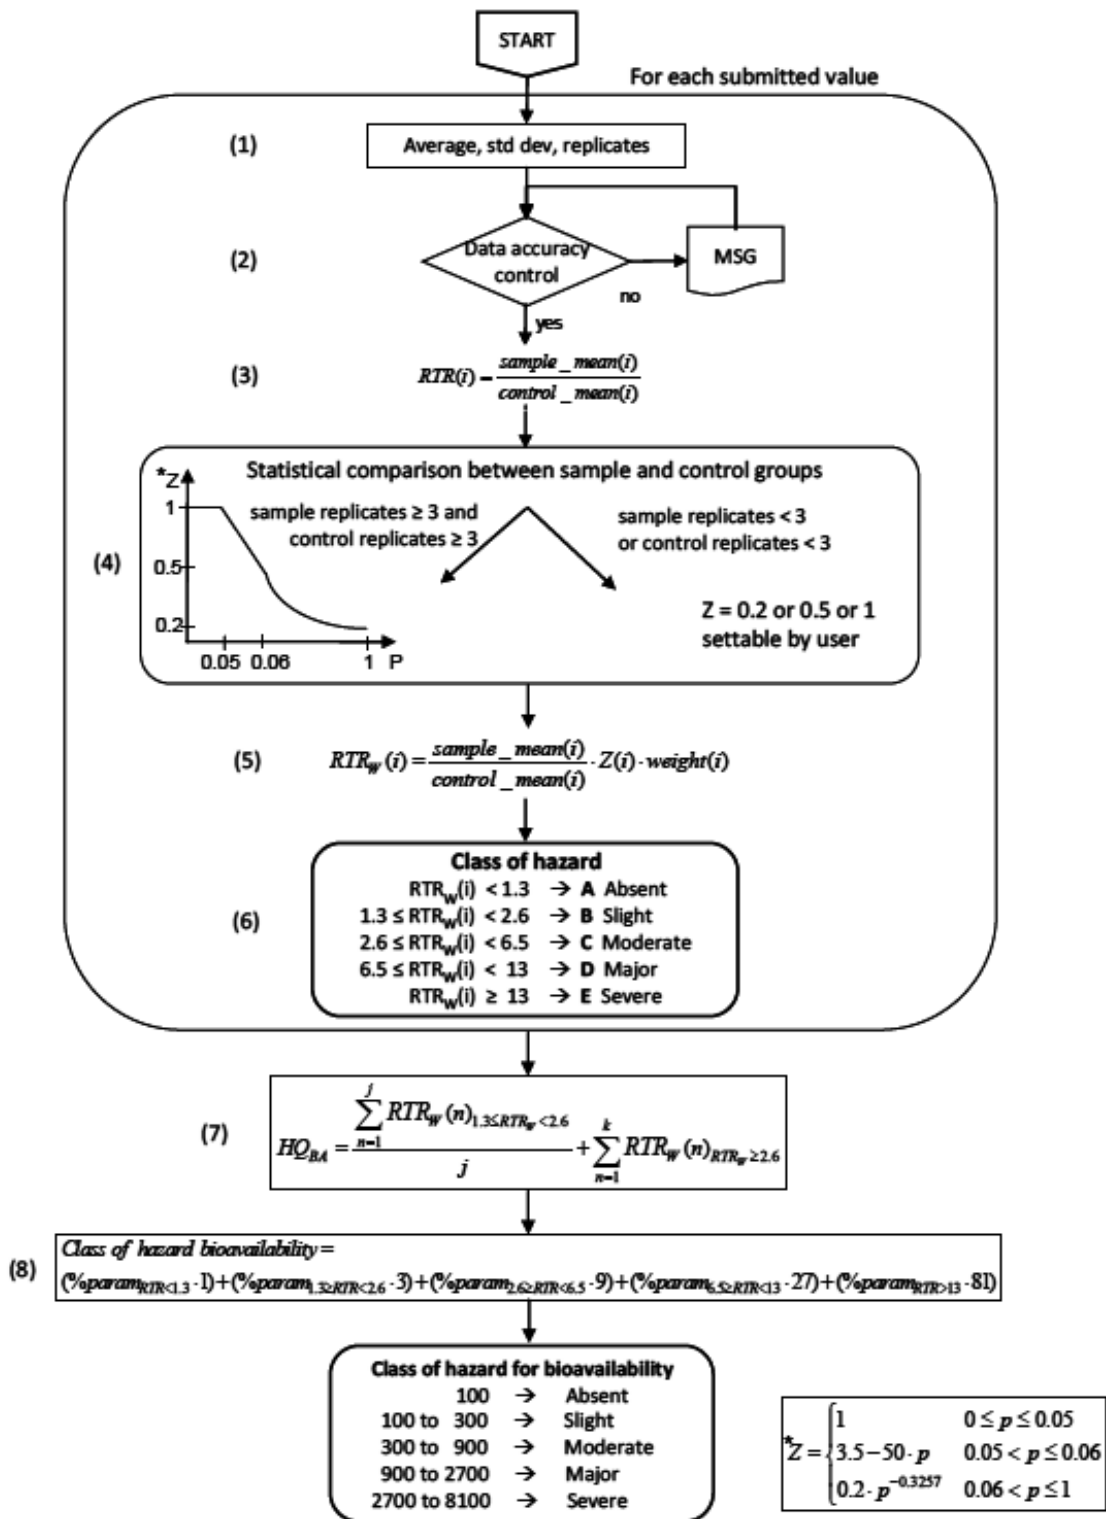 START
For each submitted value
(1)
Average, std dev, replicates
(2)
Data accuracy
control
MSG
no
yes
(3)
RTR(i) = sample_mean(i) / control_mean(i)
Statistical comparison between sample and control groups
(4)
*Z
1
0.5
0.2
0.05 0.06 1 P
sample replicates ≥ 3 and
control replicates ≥ 3
sample replicates < 3
or control replicates < 3
Z = 0.2 or 0.5 or 1
settable by user
(5)
RTR_W(i) = sample_mean(i) / control_mean(i) · Z(i) · weight(i)
(6)
Class of hazard
RTR_W(i) < 1.3 → A Absent
1.3 ≤ RTR_W(i) < 2.6 → B Slight
2.6 ≤ RTR_W(i) < 6.5 → C Moderate
6.5 ≤ RTR_W(i) < 13 → D Major
RTR_W(i) ≥ 13 → E Severe
(7)
HQ_BA = ∑_{n=1}^{j} RTR_W(n)_{1.3≤RTR_W<2.6} / j + ∑_{n=1}^{k} RTR_W(n)_{RTR_W≥2.6}
(8)
Class of hazard bioavailability =
(%param_{RTR<1.3} · 1) + (%param_{1.3≥RTR<2.6} · 3) + (%param_{2.6≥RTR<6.5} · 9) + (%param_{6.5≥RTR<13} · 27) + (%param_{RTR>13} · 81)
Class of hazard for bioavailability
100 → Absent
100 to 300 → Slight
300 to 900 → Moderate
900 to 2700 → Major
2700 to 8100 → Severe
*Z = { 1 0 ≤ p ≤ 0.05
3.5 − 50 · p 0.05 < p ≤ 0.06
0.2 · p^{−0.3257} 0.06 < p ≤ 1